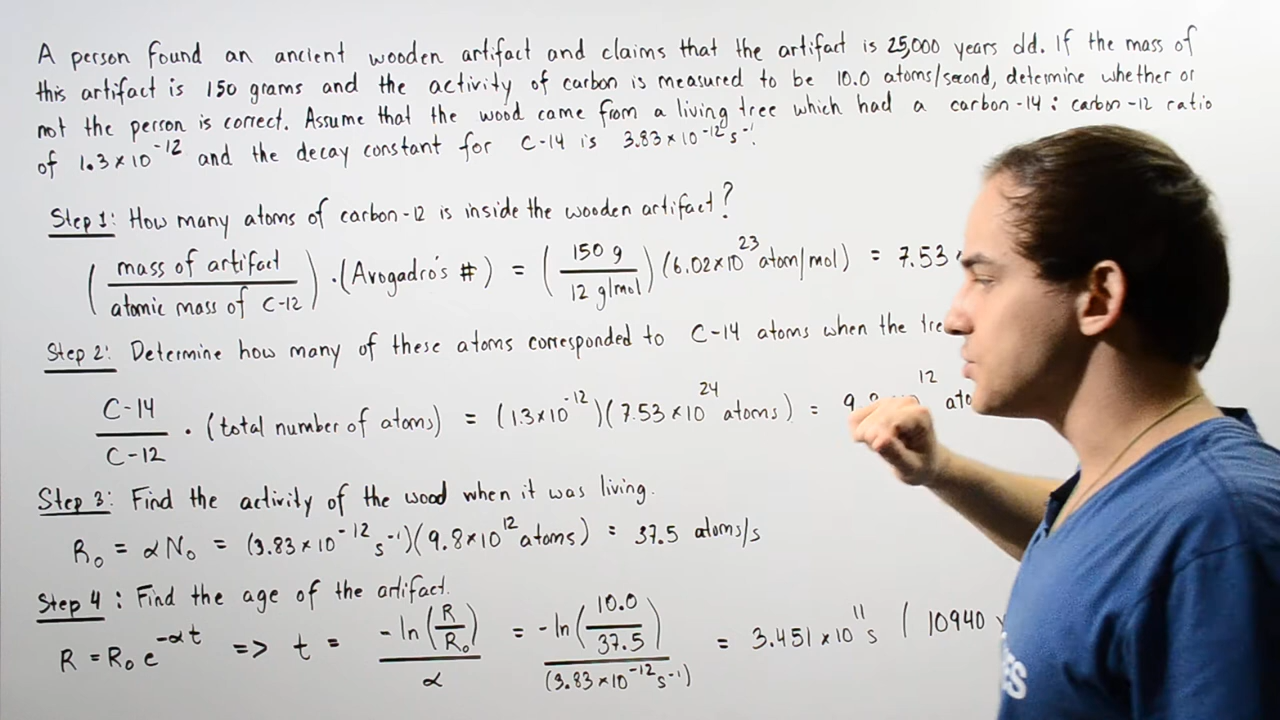 A person found an ancient wooden artifact and claims that the artifact is 25,000 years old. If the mass of
this artifact is 150 grams and the activity of carbon is measured to be 10.0 atoms/second, determine whether or
not the person is correct. Assume that the wood came from a living tree which had a carbon-14 : carbon-12 ratio
of 1.3×10⁻¹² and the decay constant for C-14 is 3.83×10⁻¹² s⁻¹.
Step 1: How many atoms of carbon-12 is inside the wooden artifact?
(mass of artifact / atomic mass of C-12) · (Avogadro's #) = (150 g / 12 g/mol) (6.02×10²³ atom/mol) = 7.53
Step 2: Determine how many of these atoms corresponded to C-14 atoms when the
C-14 / C-12 · (total number of atoms) = (1.3×10⁻¹²)(7.53×10²⁴ atoms) = 12
Step 3: Find the activity of the wood when it was living.
R₀ = αN₀ = (3.83×10⁻¹² s⁻¹)(9.8×10¹² atoms) = 37.5 atoms/s
Step 4: Find the age of the artifact.
R = R₀e^(-αt) => t = -ln(R/R₀) / α = -ln(10.0/37.5) / (3.83×10⁻¹² s⁻¹) = 3.451×10¹¹ s (10940